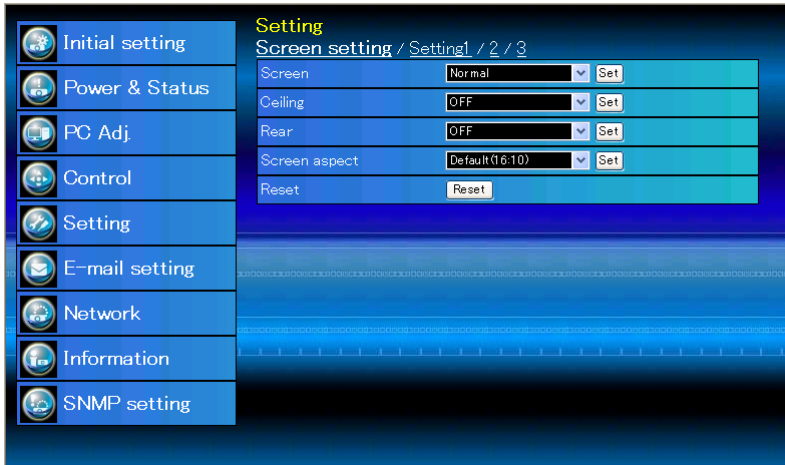 Initial setting
Power & Status
PC Adj.
Control
Setting
E-mail setting
Network
Information
SNMP setting
Setting
Screen setting / Setting1 / 2 / 3
Screen Normal Set
Ceiling OFF Set
Rear OFF Set
Screen aspect Default(16:10) Set
Reset Reset